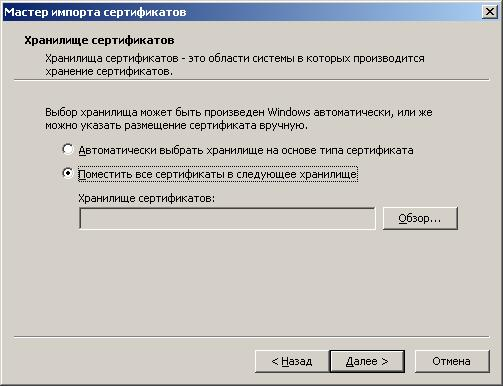 Мастер импорта сертификатов
Хранилище сертификатов
Хранилища сертификатов - это области системы в которых производится
хранение сертификатов.
Выбор хранилища может быть произведен Windows автоматически, или же
можно указать размещение сертификата вручную.
Автоматически выбрать хранилище на основе типа сертификата
Поместить все сертификаты в следующее хранилище
Хранилище сертификатов:
Обзор...
< Назад Далее > Отмена